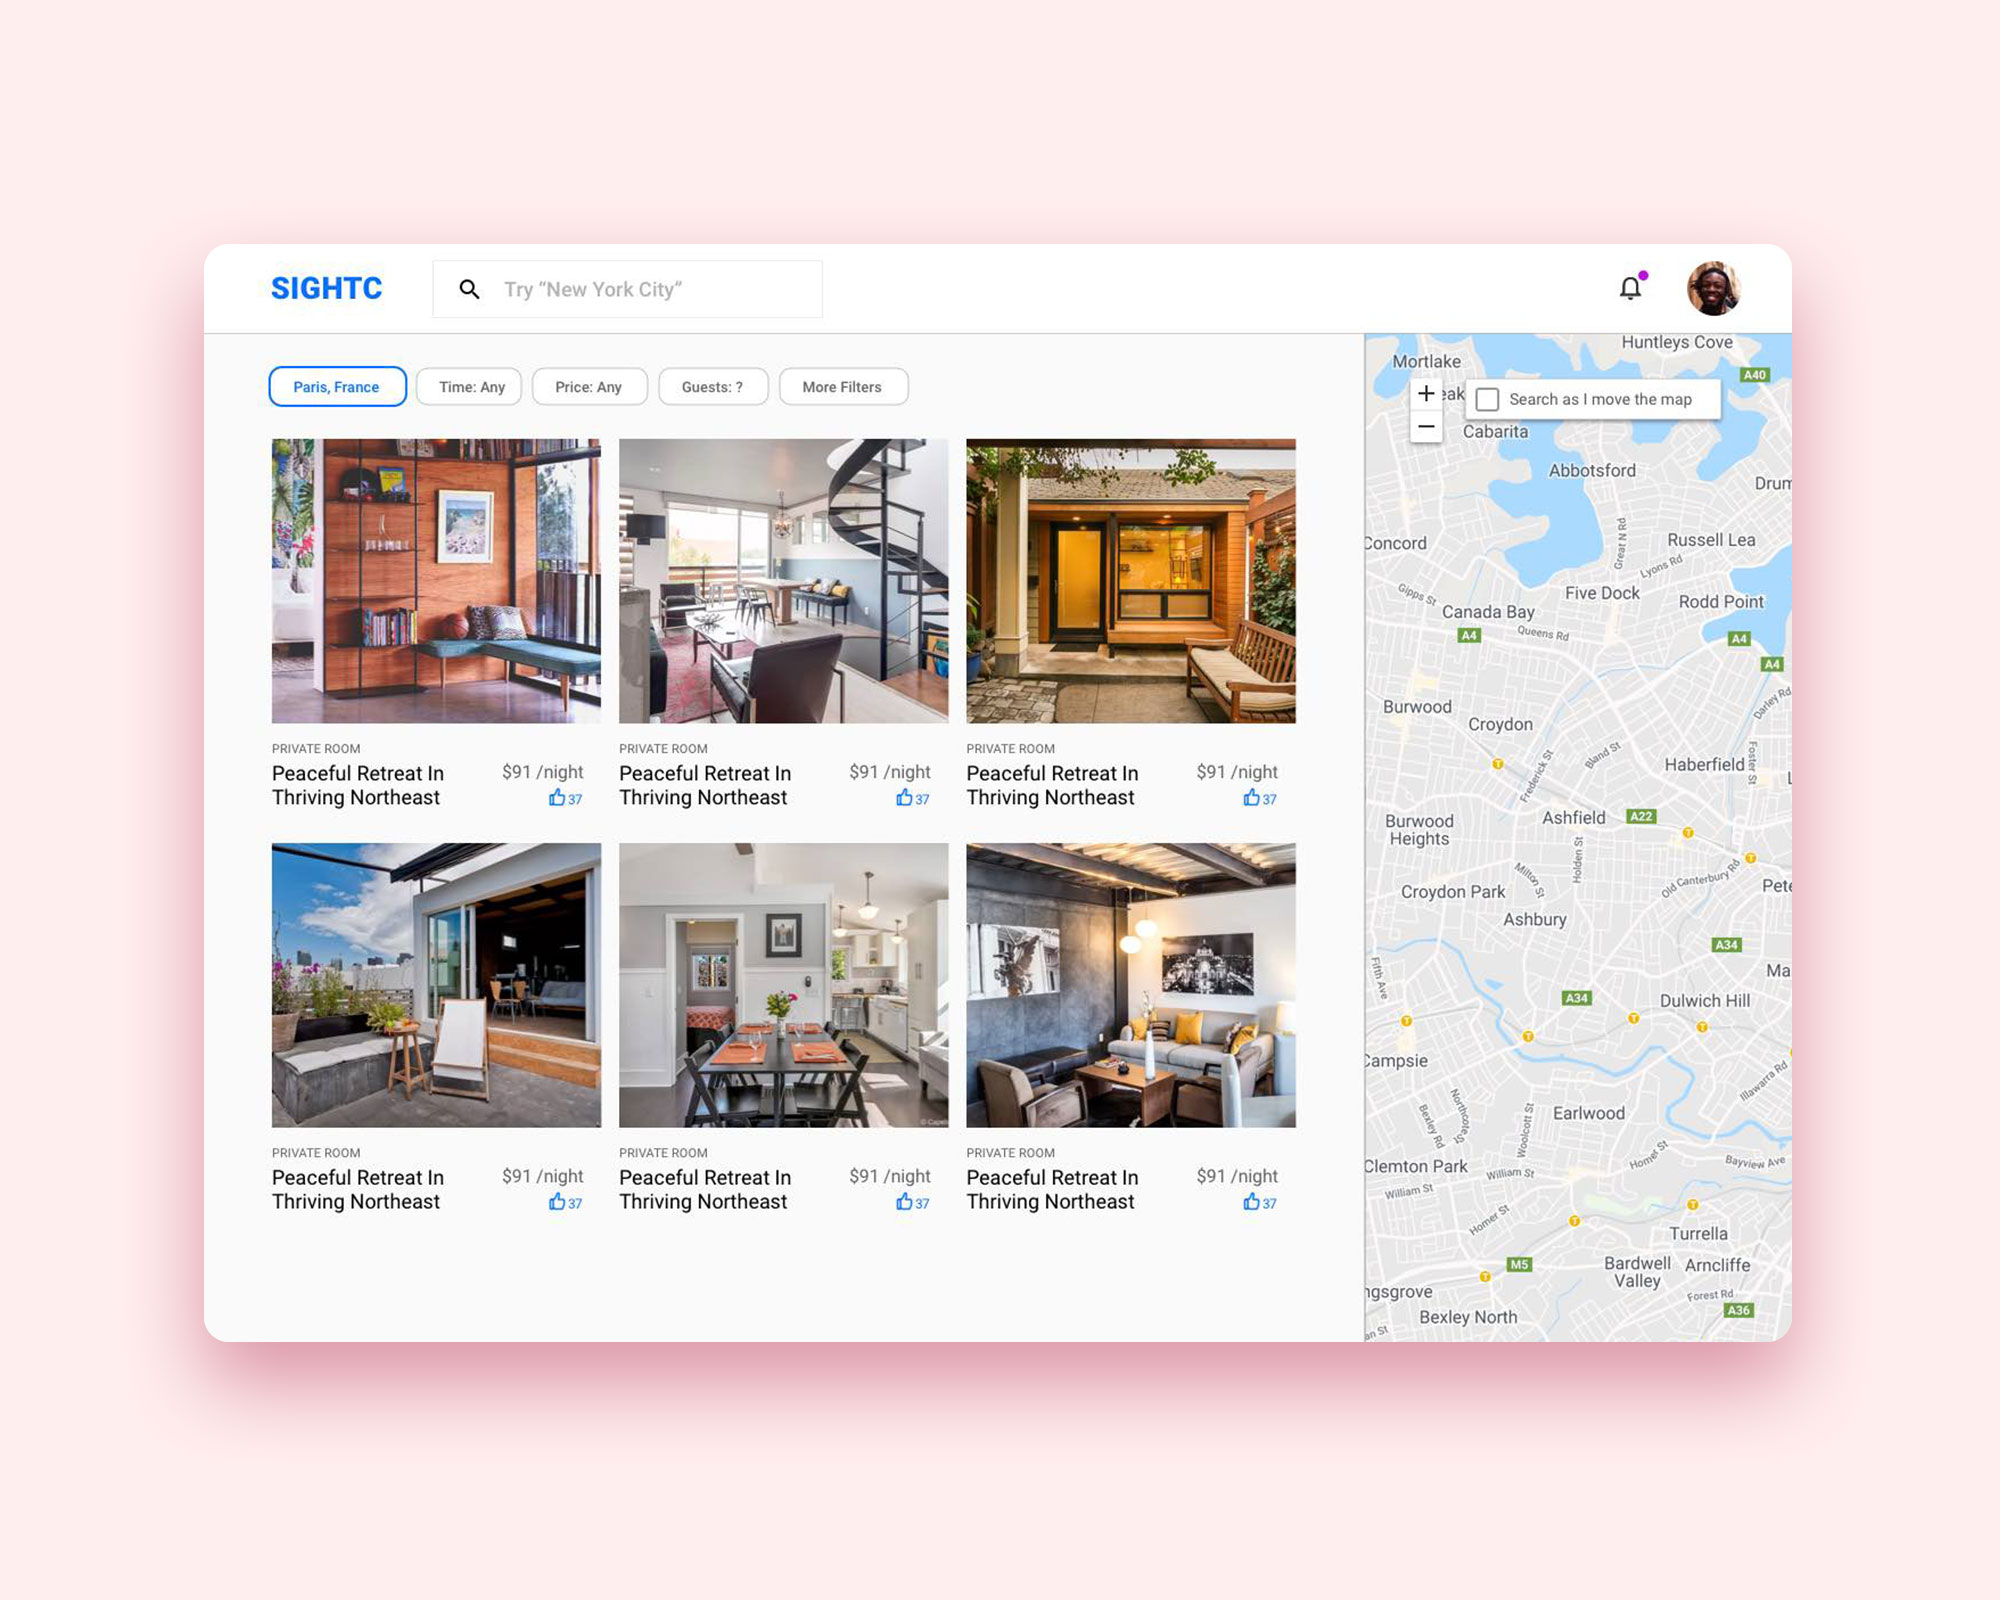 SIGHTC
Try “New York City”
Paris, France
Time: Any
Price: Any
Guests: ?
More Filters
PRIVATE ROOM
Peaceful Retreat In
Thriving Northeast
$91 /night
37
PRIVATE ROOM
Peaceful Retreat In
Thriving Northeast
$91 /night
37
PRIVATE ROOM
Peaceful Retreat In
Thriving Northeast
$91 /night
37
PRIVATE ROOM
Peaceful Retreat In
Thriving Northeast
$91 /night
37
PRIVATE ROOM
Peaceful Retreat In
Thriving Northeast
$91 /night
37
PRIVATE ROOM
Peaceful Retreat In
Thriving Northeast
$91 /night
37
Huntleys Cove
Mortlake
A40
+
eak
Search as I move the map
−
Cabarita
Abbotsford
Drum
Great N Rd
Concord
Russell Lea
Lyons Rd
Gipps St
Five Dock
Rodd Point
Canada Bay
A4
Queens Rd
A4
A4
Darley Rd
Burwood
Croydon
Bland St
Foster St
Haberfield
Frederick St
T
L
Burwood
Heights
Ashfield
A22
T
Holden St
T
Milton St
Old Canterbury Rd
Croydon Park
Pete
Ashbury
A34
Fifth Ave
Ma
A34
Dulwich Hill
T
T
T
T
Campsie
Illawarra Rd
Northcote St
Bexley Rd
Woolcott St
Earlwood
Homer St
Bayview Ave
Clemton Park
William St
William St
Homer St
T
T
Turrella
M5
Bardwell
Valley
Arncliffe
T
ngsgrove
Forest Rd
A36
Bexley North
an St